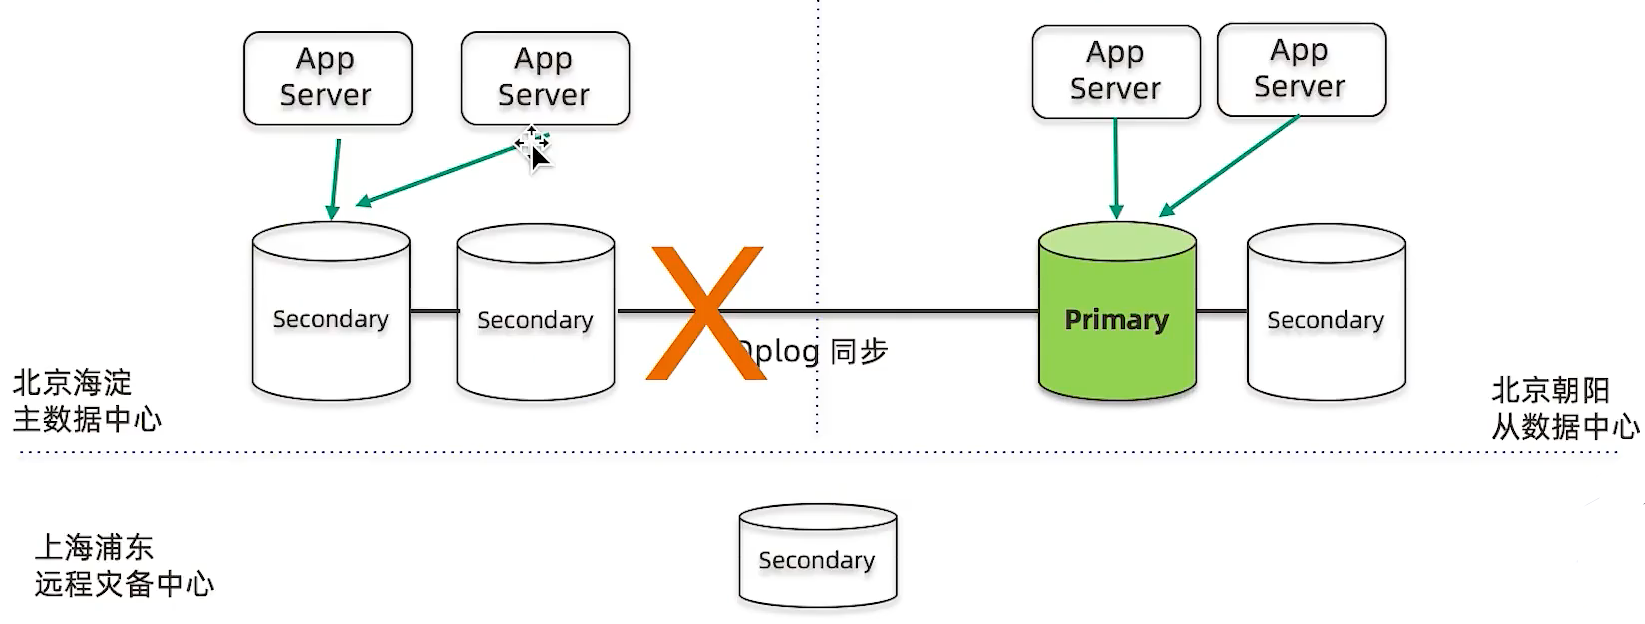 App
Server
App
Server
App
Server
App
Server
Secondary
Secondary
Primary
Secondary
Oplog 同步
北京海淀
主数据中心
北京朝阳
从数据中心
上海浦东
远程灾备中心
Secondary